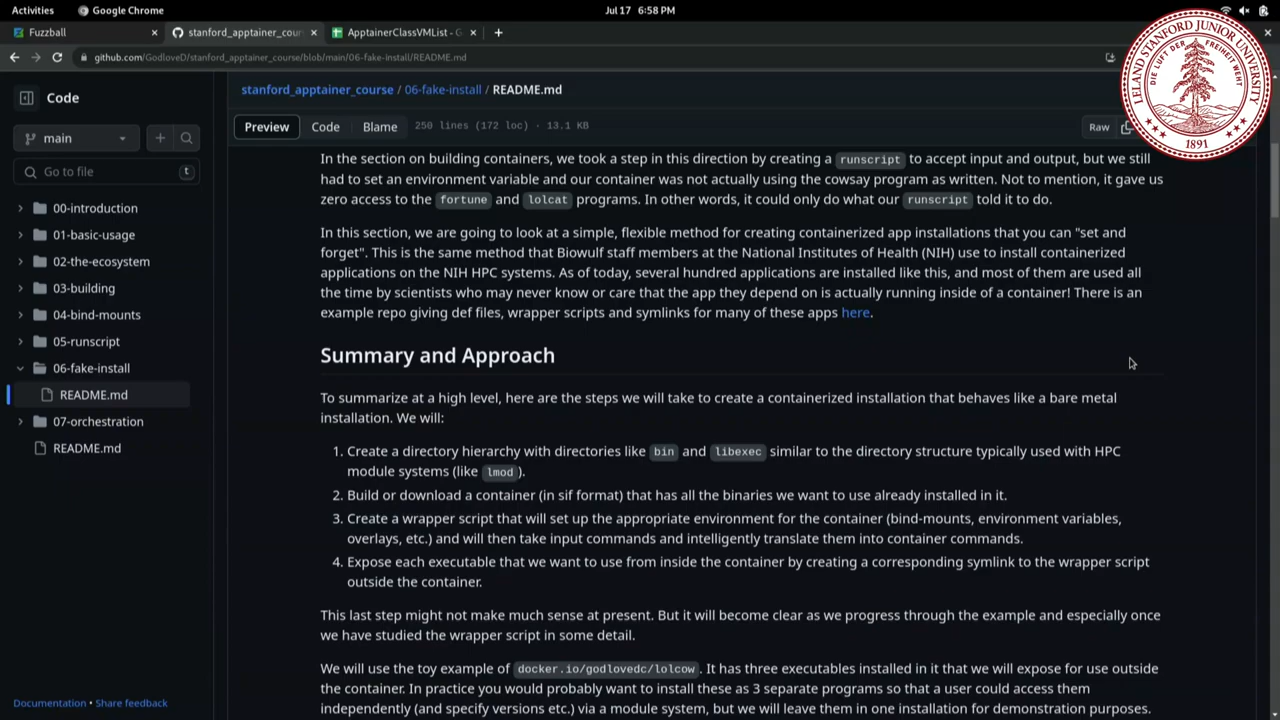 Activities
Google Chrome
Jul 17 6:58 PM
Fuzzball
stanford_apptainer_cour
ApptainerClassVMList - G
github.com/GodloveD/stanford_apptainer_course/blob/main/06-fake-install/README.md
LELAND STANFORD JUNIOR UNIVERSITY
DIE LUFT DER FREIHEIT WEHT
1891
Code
main
Go to file
t
00-introduction
01-basic-usage
02-the-ecosystem
03-building
04-bind-mounts
05-runscript
06-fake-install
README.md
07-orchestration
README.md
Documentation • Share feedback
stanford_apptainer_course / 06-fake-install / README.md
Preview Code Blame 250 lines (172 loc) · 13.1 KB Raw
In the section on building containers, we took a step in this direction by creating a runscript to accept input and output, but we still
had to set an environment variable and our container was not actually using the cowsay program as written. Not to mention, it gave us
zero access to the fortune and lolcat programs. In other words, it could only do what our runscript told it to do.
In this section, we are going to look at a simple, flexible method for creating containerized app installations that you can "set and
forget". This is the same method that Biowulf staff members at the National Institutes of Health (NIH) use to install containerized
applications on the NIH HPC systems. As of today, several hundred applications are installed like this, and most of them are used all
the time by scientists who may never know or care that the app they depend on is actually running inside of a container! There is an
example repo giving def files, wrapper scripts and symlinks for many of these apps here.
Summary and Approach
To summarize at a high level, here are the steps we will take to create a containerized installation that behaves like a bare metal
installation. We will:
1. Create a directory hierarchy with directories like bin and libexec similar to the directory structure typically used with HPC
module systems (like lmod ).
2. Build or download a container (in sif format) that has all the binaries we want to use already installed in it.
3. Create a wrapper script that will set up the appropriate environment for the container (bind-mounts, environment variables,
overlays, etc.) and will then take input commands and intelligently translate them into container commands.
4. Expose each executable that we want to use from inside the container by creating a corresponding symlink to the wrapper script
outside the container.
This last step might not make much sense at present. But it will become clear as we progress through the example and especially once
we have studied the wrapper script in some detail.
We will use the toy example of docker.io/godlovedc/lolcow . It has three executables installed in it that we will expose for use outside
the container. In practice you would probably want to install these as 3 separate programs so that a user could access them
independently (and specify versions etc.) via a module system, but we will leave them in one installation for demonstration purposes.